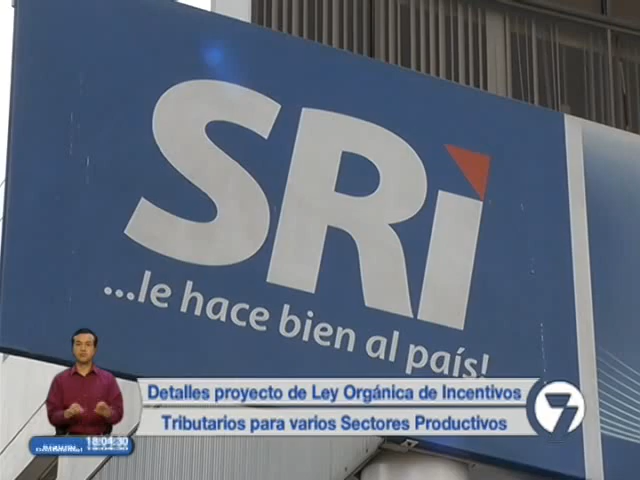 SRi
...le hace bien al país!
Detalles proyecto de Ley Orgánica de Incentivos
Tributarios para varios Sectores Productivos
7
18:04:30